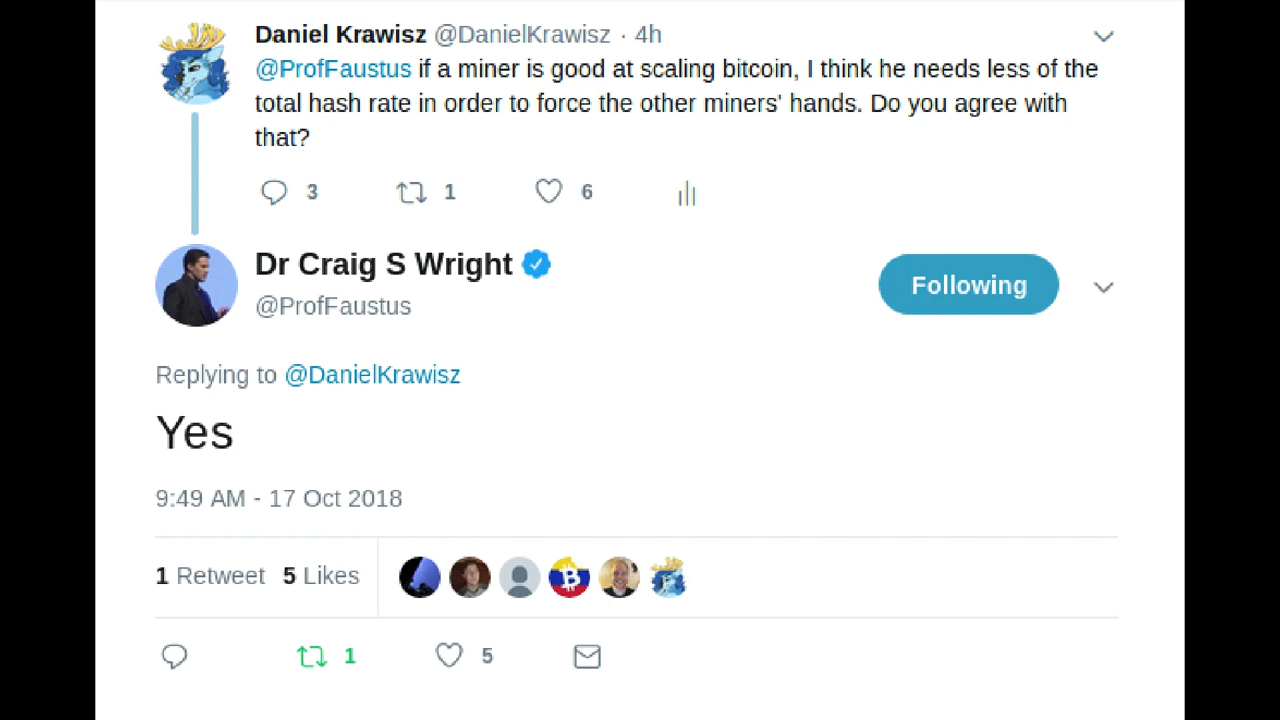 Daniel Krawisz @DanielKrawisz · 4h
@ProfFaustus if a miner is good at scaling bitcoin, I think he needs less of the
total hash rate in order to force the other miners' hands. Do you agree with
that?
3 1 6
Dr Craig S Wright
@ProfFaustus
Following
Replying to @DanielKrawisz
Yes
9:49 AM - 17 Oct 2018
1 Retweet 5 Likes
1 5